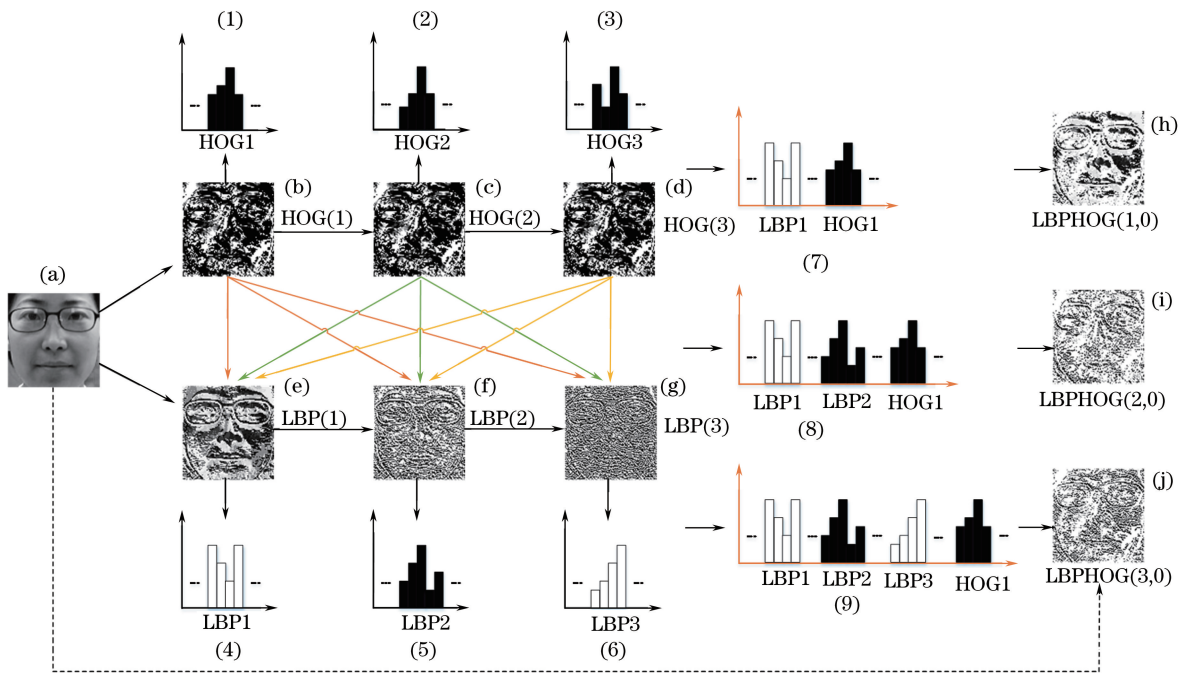 (1)
(2)
(3)
HOG1
HOG2
HOG3
(h)
LBP1
HOG1
LBPHOG(1,0)
(7)
(b)
(c)
(d)
HOG(1)
HOG(2)
HOG(3)
(a)
(i)
LBP1
LBP2
HOG1
LBPHOG(2,0)
(8)
(e)
(f)
(g)
LBP(1)
LBP(2)
LBP(3)
(j)
LBP1
LBP2
LBP3
HOG1
LBPHOG(3,0)
(9)
LBP1
LBP2
LBP3
(4)
(5)
(6)